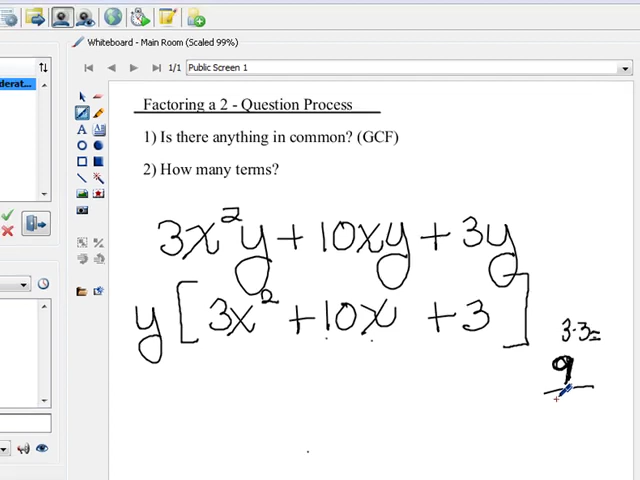 Whiteboard - Main Room (Scaled 99%)
1/1 Public Screen 1
derat...
Factoring a 2 - Question Process
1) Is there anything in common? (GCF)
2) How many terms?
3x²y + 10xy + 3y
y [ 3x² + 10x + 3 ]
3·3=
9